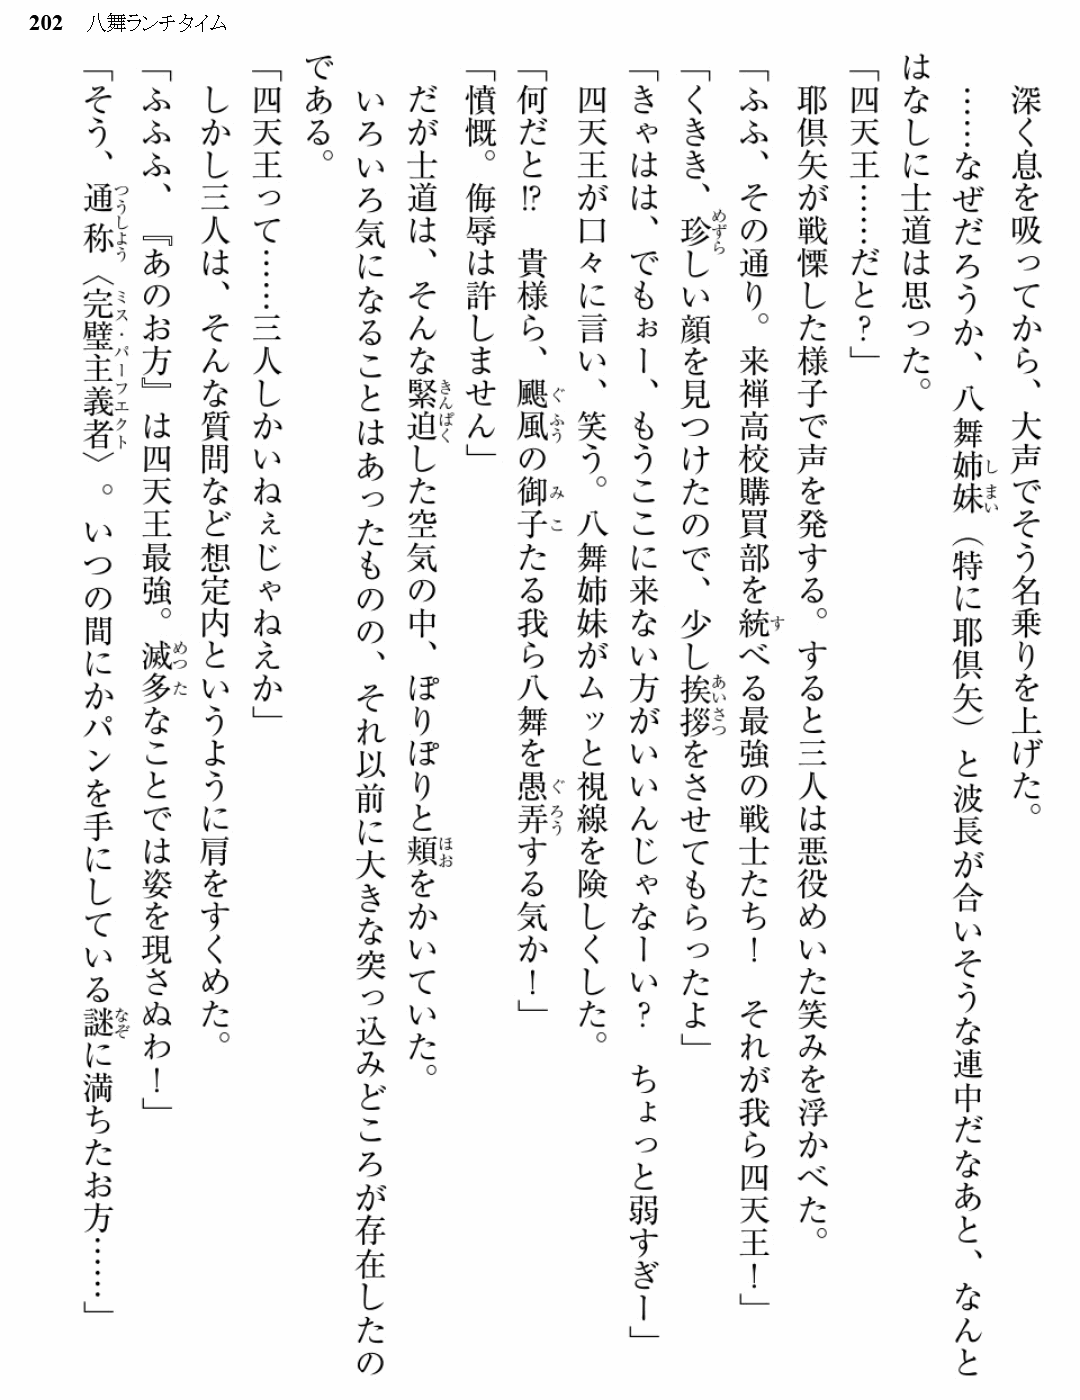 202 八舞ランチタイム
深く息を吸ってから、大声でそう名乗りを上げた。
……なぜだろうか、八舞姉妹（特に耶倶矢）と波長が合いそうな連中だなあと、なんと
はなしに士道は思った。
「四天王……だと？」
耶倶矢が戦慄した様子で声を発する。すると三人は悪役めいた笑みを浮かべた。
「ふふ、その通り。来禅高校購買部を統べる最強の戦士たち！　それが我ら四天王！」
「くきき、珍しい顔を見つけたので、少し挨拶をさせてもらったよ」
「きゃはは、でもぉー、もうここに来ない方がいいんじゃなーい？　ちょっと弱すぎー」
四天王が口々に言い、笑う。八舞姉妹がムッと視線を険しくした。
「何だと!?　貴様ら、颶風の御子たる我ら八舞を愚弄する気か！」
「憤慨。侮辱は許しません」
だが士道は、そんな緊迫した空気の中、ぽりぽりと頬をかいていた。
いろいろ気になることはあったものの、それ以前に大きな突っ込みどころが存在したの
である。
「四天王って……三人しかいねぇじゃねえか」
しかし三人は、そんな質問など想定内というように肩をすくめた。
「ふふふ、『あのお方』は四天王最強。滅多なことでは姿を現さぬわ！」
「そう、通称〈完璧主義者〉。いつの間にかパンを手にしている謎に満ちたお方……」